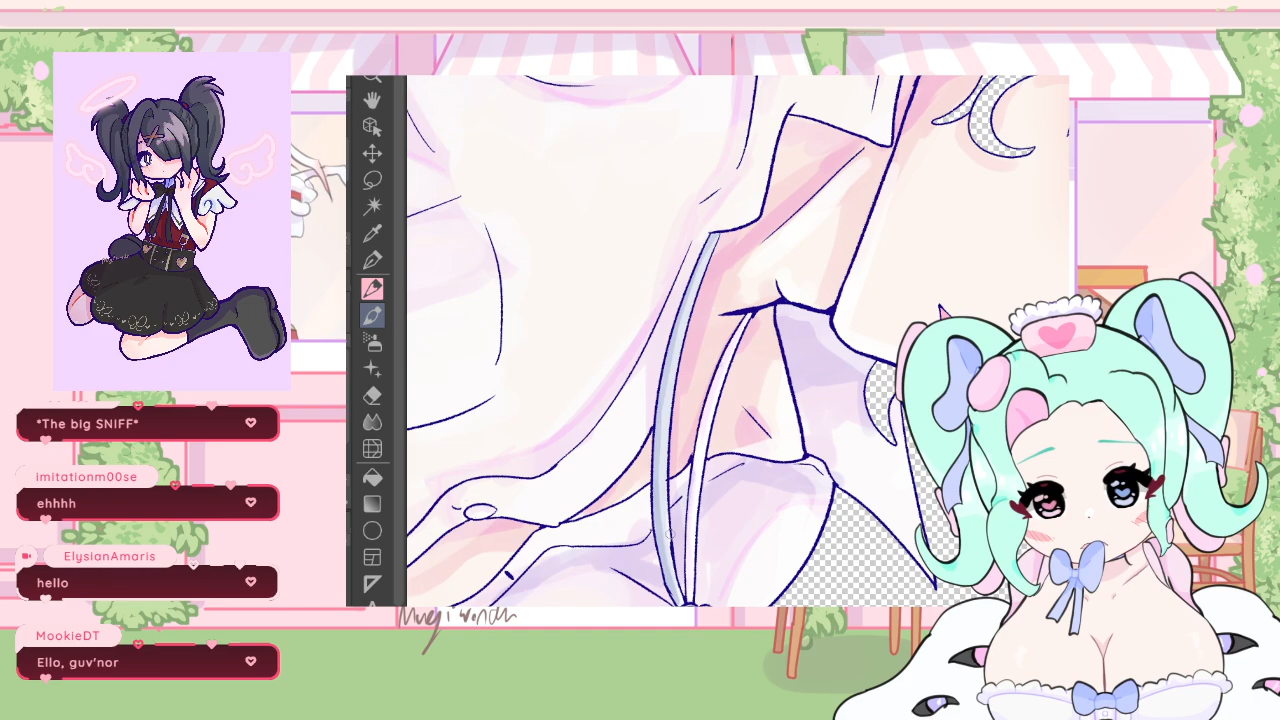 *The big SNIFF*
imitationm00se
ehhhh
ElysianAmaris
hello
MookieDT
Ello, guv'nor